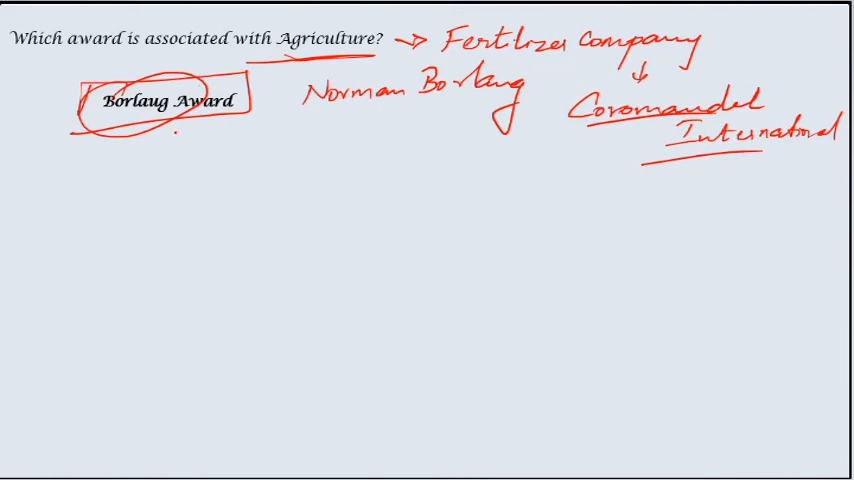 Which award is associated with Agriculture? → Fertilizer Company
↓
Borlaug Award
Norman Borlaug
Coromandel
International